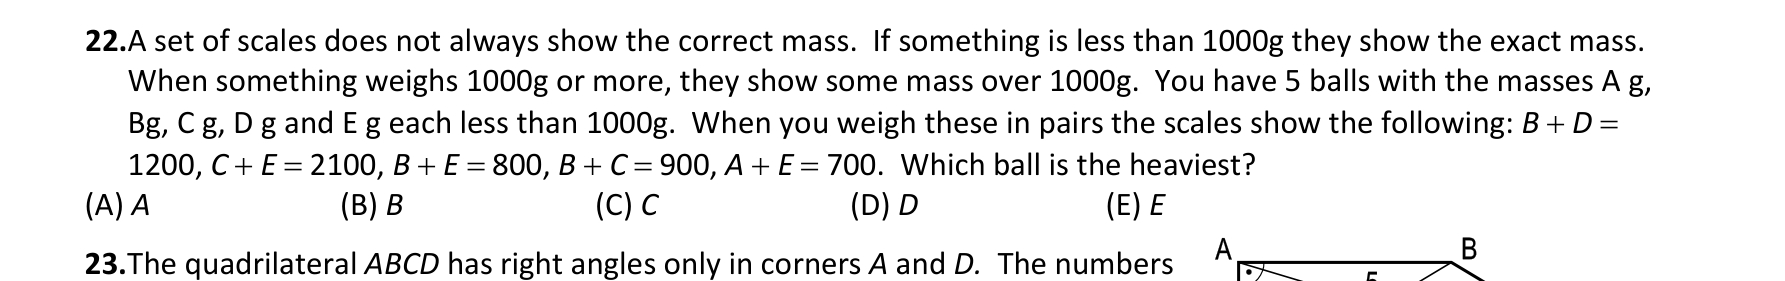 22.A set of scales does not always show the correct mass. If something is less than 1000g they show the exact mass.
When something weighs 1000g or more, they show some mass over 1000g. You have 5 balls with the masses A g,
Bg, C g, D g and E g each less than 1000g. When you weigh these in pairs the scales show the following: B + D =
1200, C + E = 2100, B + E = 800, B + C = 900, A + E = 700. Which ball is the heaviest?
(A) A (B) B (C) C (D) D (E) E
23.The quadrilateral ABCD has right angles only in corners A and D. The numbers
A B
5